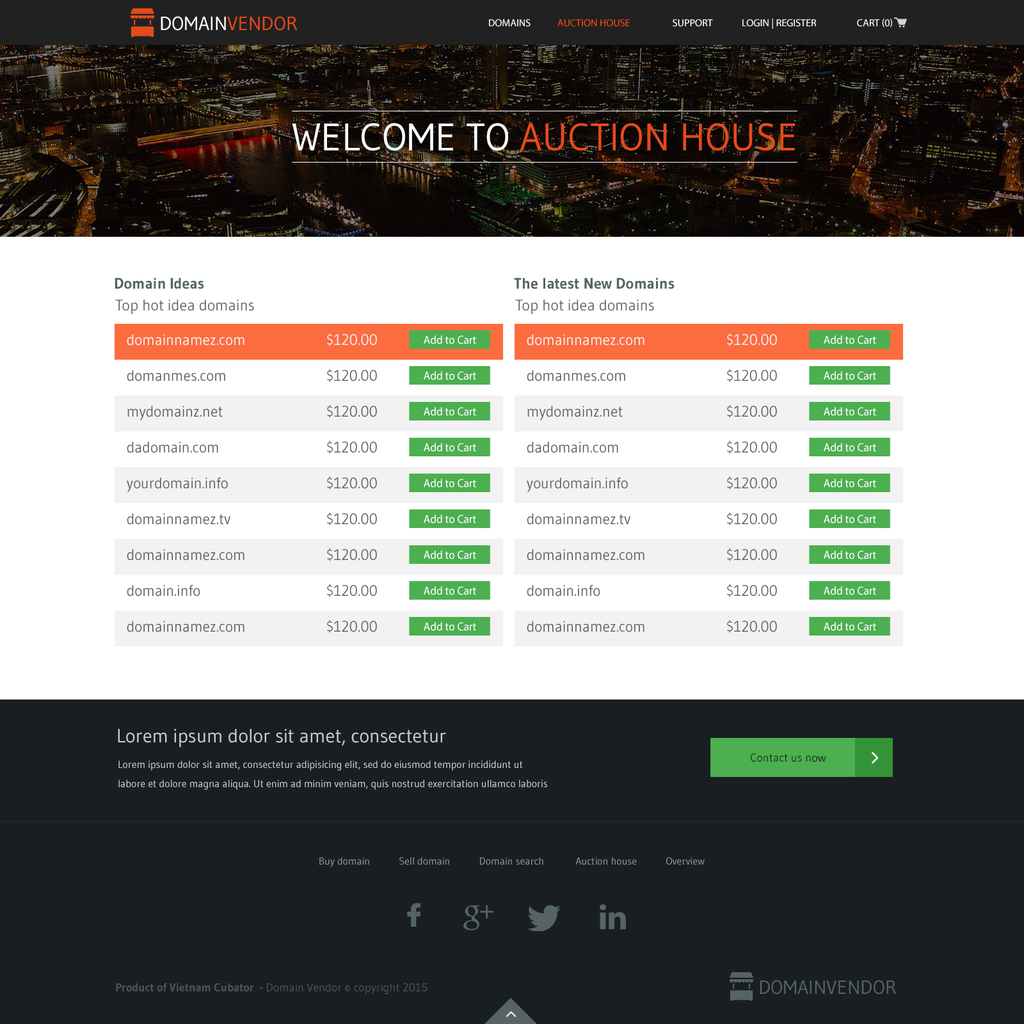 DOMAINVENDOR DOMAINS AUCTION HOUSE SUPPORT LOGIN | REGISTER CART (0)
WELCOME TO AUCTION HOUSE
Domain Ideas
Top hot idea domains
domainnamez.com $120.00 Add to Cart
domanmes.com $120.00 Add to Cart
mydomainz.net $120.00 Add to Cart
dadomain.com $120.00 Add to Cart
yourdomain.info $120.00 Add to Cart
domainnamez.tv $120.00 Add to Cart
domainnamez.com $120.00 Add to Cart
domain.info $120.00 Add to Cart
domainnamez.com $120.00 Add to Cart
The latest New Domains
Top hot idea domains
domainnamez.com $120.00 Add to Cart
domanmes.com $120.00 Add to Cart
mydomainz.net $120.00 Add to Cart
dadomain.com $120.00 Add to Cart
yourdomain.info $120.00 Add to Cart
domainnamez.tv $120.00 Add to Cart
domainnamez.com $120.00 Add to Cart
domain.info $120.00 Add to Cart
domainnamez.com $120.00 Add to Cart
Lorem ipsum dolor sit amet, consectetur
Lorem ipsum dolor sit amet, consectetur adipisicing elit, sed do eiusmod tempor incididunt ut
labore et dolore magna aliqua. Ut enim ad minim veniam, quis nostrud exercitation ullamco laboris
Contact us now
Buy domain Sell domain Domain search Auction house Overview
f g+ in
Product of Vietnam Cubator - Domain Vendor © copyright 2015
DOMAINVENDOR